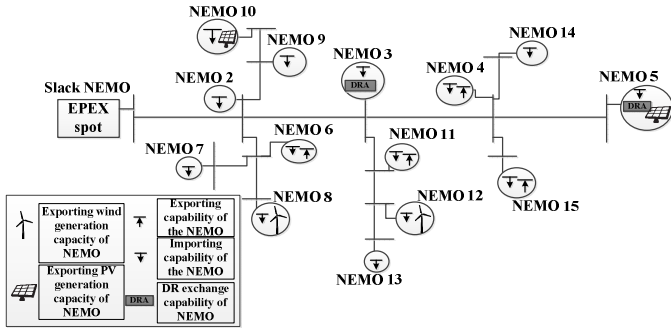 NEMO 10
NEMO 9
NEMO 3
DRA
NEMO 14
NEMO 4
NEMO 5
DRA
Slack NEMO
EPEX
spot
NEMO 2
NEMO 6
NEMO 11
NEMO 7
NEMO 8
NEMO 12
NEMO 15
NEMO 13
Exporting wind
generation
capacity of
NEMO
Exporting
capability of
the NEMO
Importing
capability of
the NEMO
Exporting PV
generation
capacity of
NEMO
DRA
DR exchange
capability of
NEMO